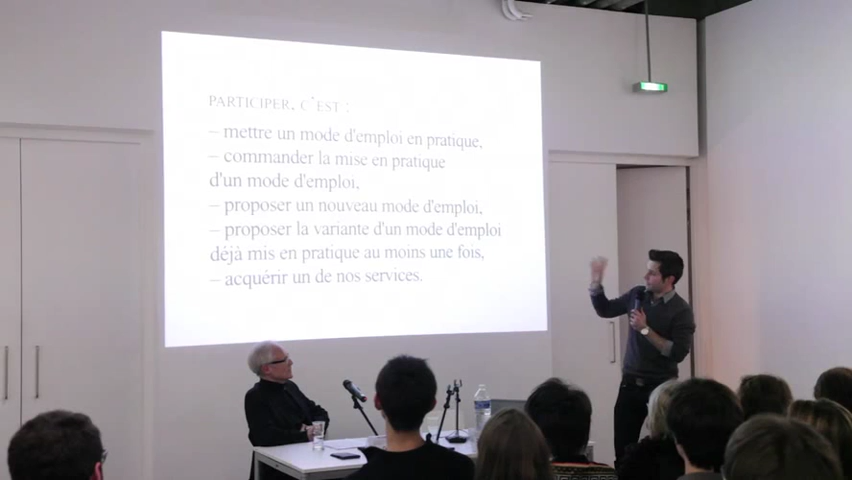 PARTICIPER, C'EST :
– mettre un mode d'emploi en pratique,
– commander la mise en pratique
d'un mode d'emploi,
– proposer un nouveau mode d'emploi,
– proposer la variante d'un mode d'emploi
déjà mis en pratique au moins une fois,
– acquérir un de nos services.